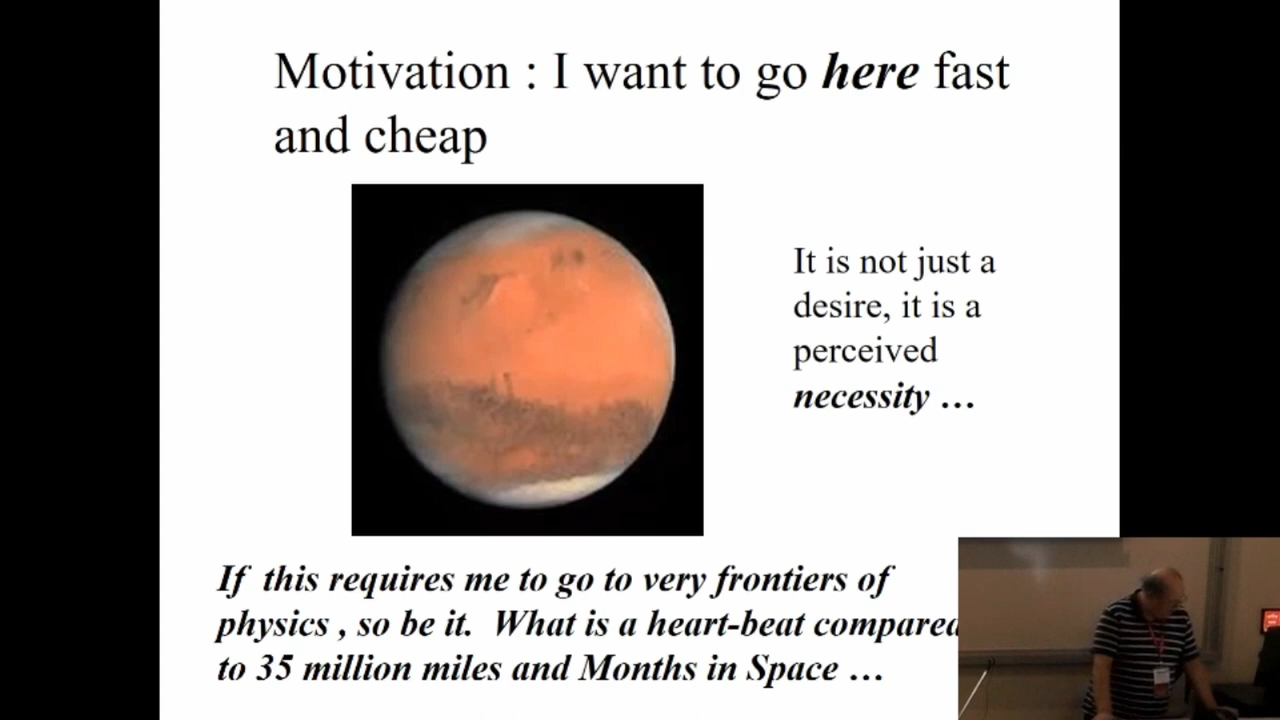 Motivation : I want to go here fast
and cheap
It is not just a
desire, it is a
perceived
necessity …
If this requires me to go to very frontiers of
physics , so be it. What is a heart-beat compared
to 35 million miles and Months in Space …